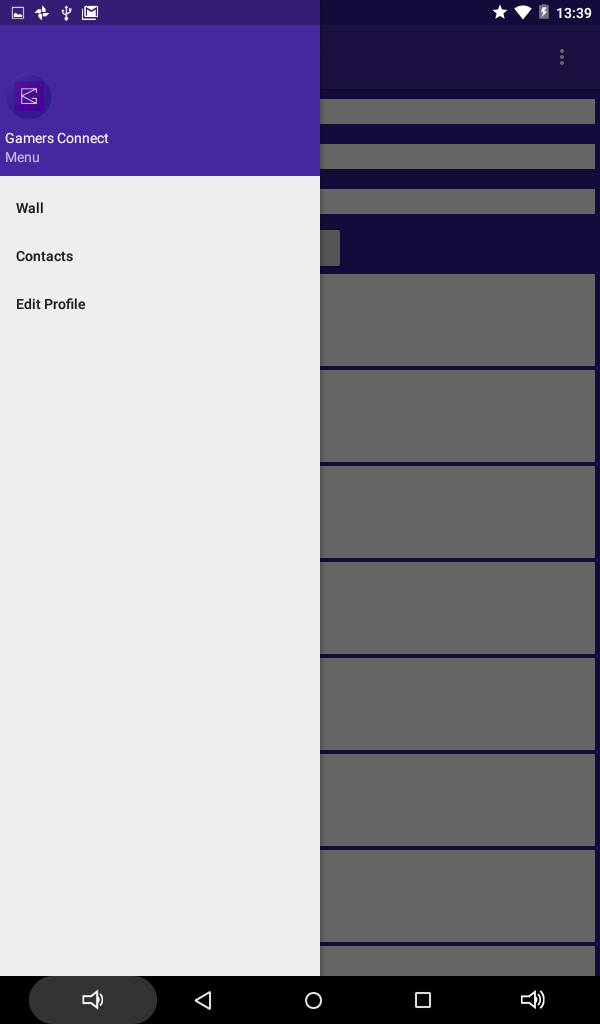 13:39
Gamers Connect
Menu
Wall
Contacts
Edit Profile